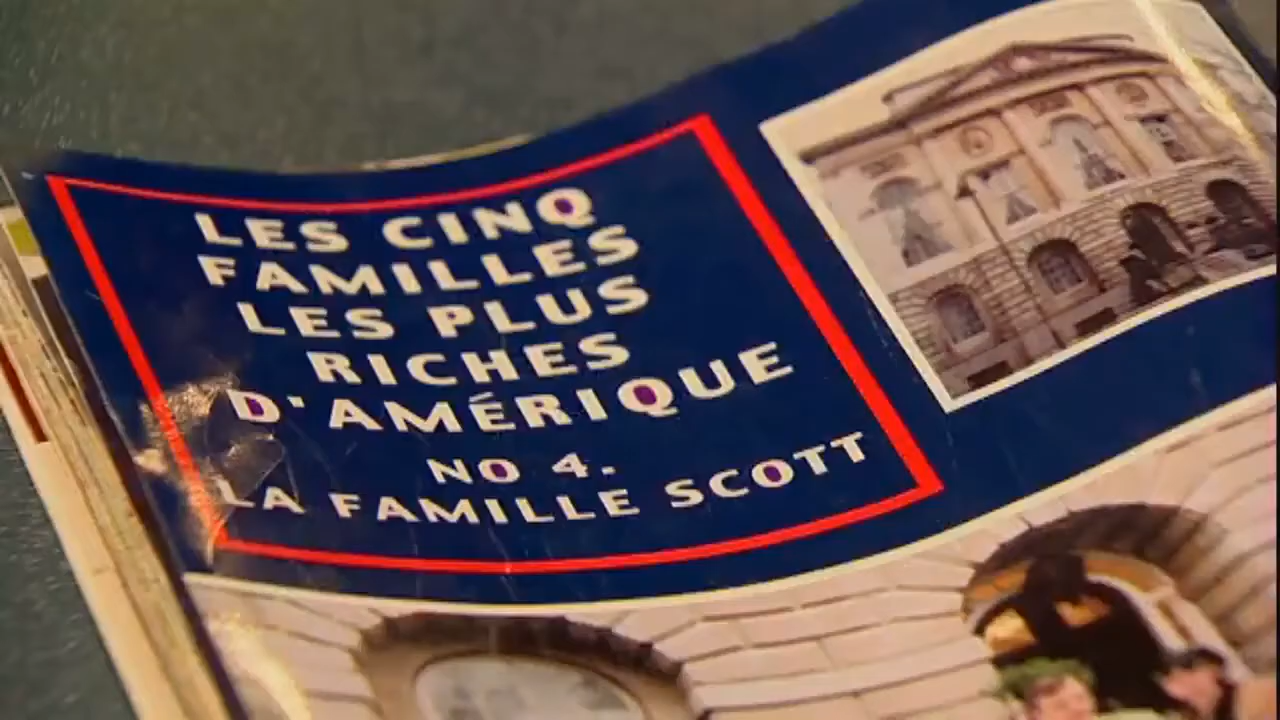 LES CINQ
FAMILLES
LES PLUS
RICHES
D'AMÉRIQUE
NO 4.
LA FAMILLE SCOTT